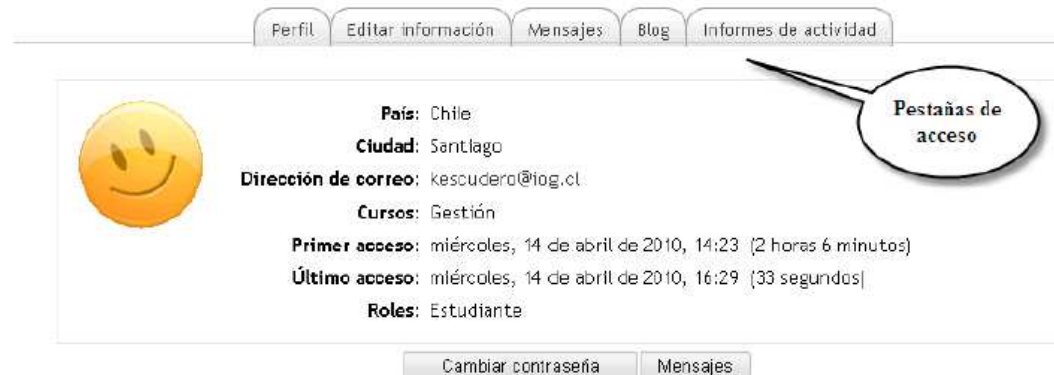 Perfil Editar información Mensajes Blog Informes de actividad
Pestañas de
acceso
País: Chile
Ciudad: Santiago
Dirección de correo: kescudero@iog.cl
Cursos: Gestión
Primer acceso: miércoles, 14 de abril de 2010, 14:23 (2 horas 6 minutos)
Último acceso: miércoles, 14 de abril de 2010, 16:29 (33 segundos)
Roles: Estudiante
Cambiar contraseña Mensajes